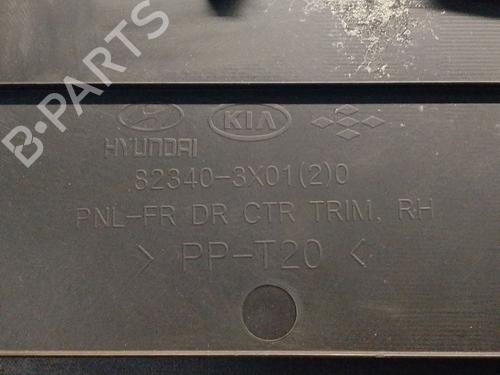 B-PARTS
KIA
HYUNDAI
82340-3X01(2)0
PNL-FR DR CTR TRIM, RH
> PP-T20 <